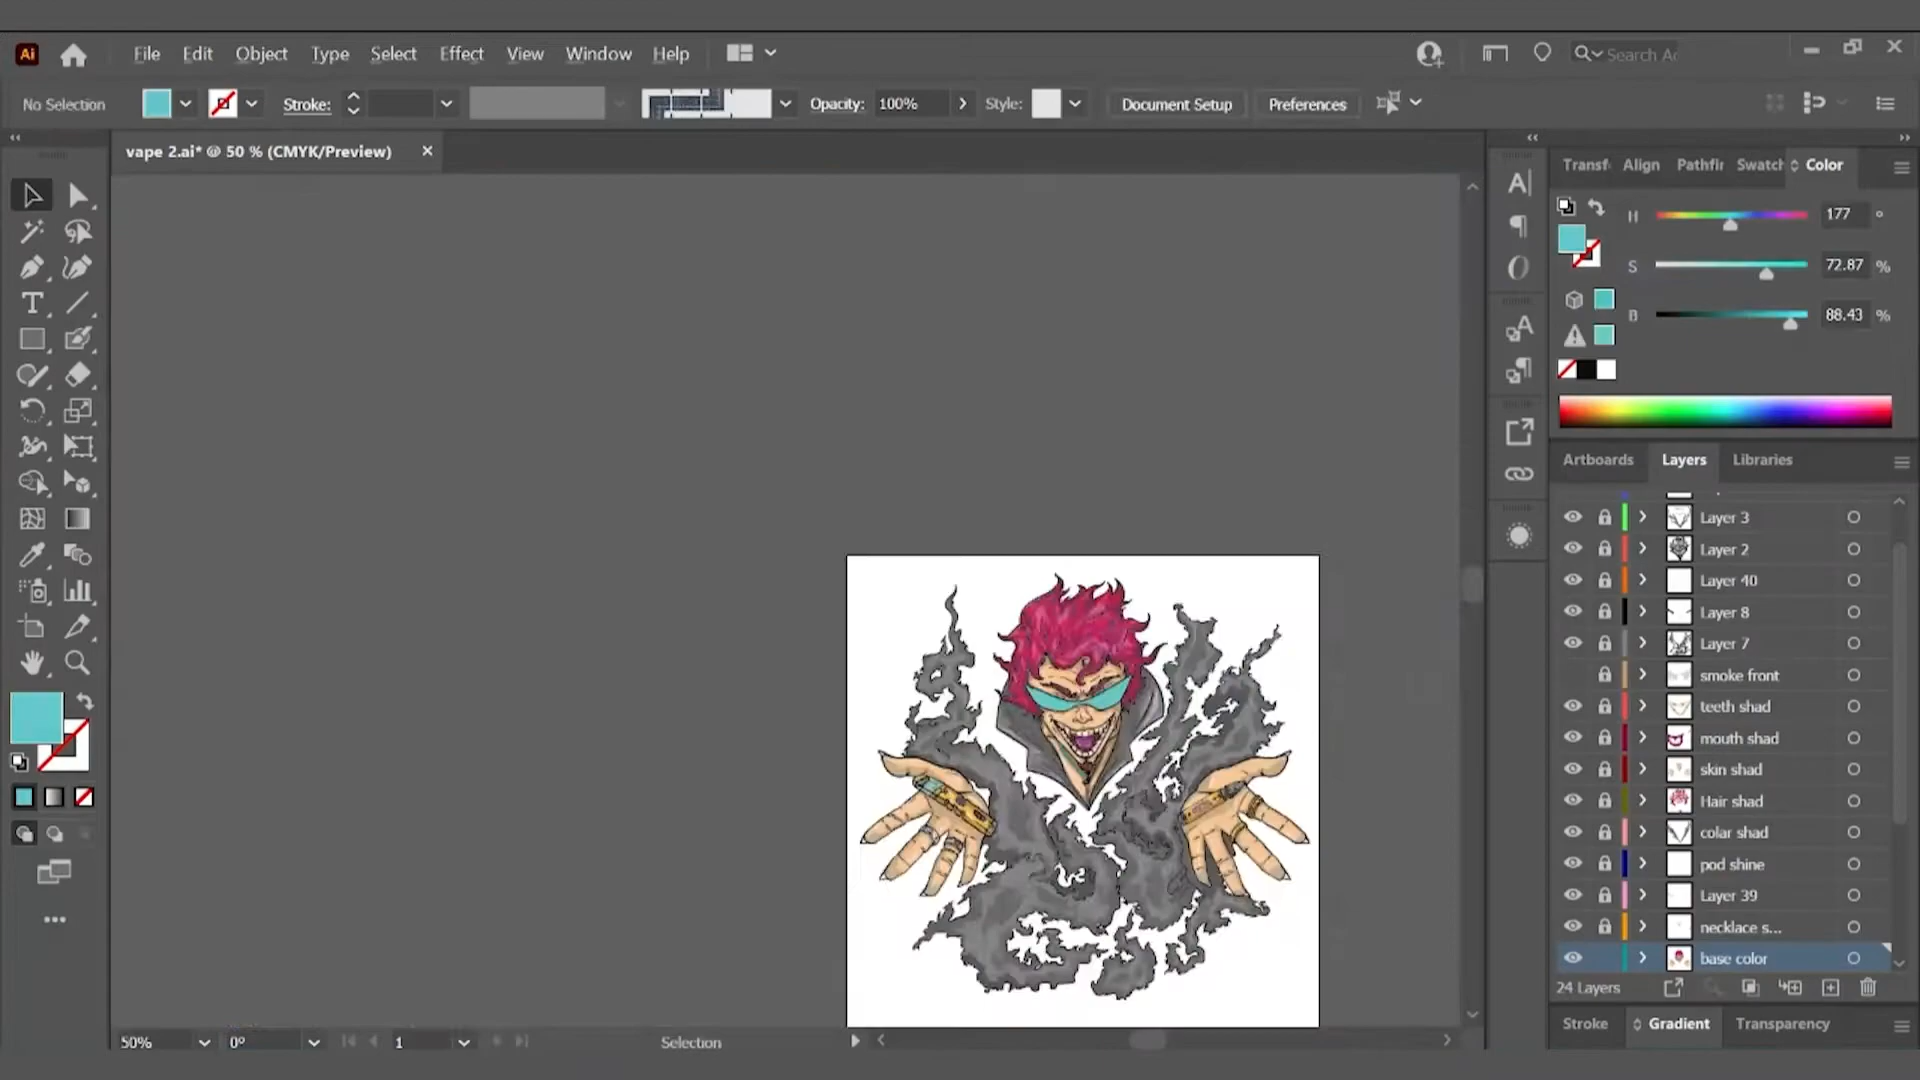 Ai File Edit Object Type Select Effect View Window Help Search Ac
No Selection Stroke: Opacity: 100% Style: Document Setup Preferences
vape 2.ai* @ 50 % (CMYK/Preview)
Transf Align Pathfir Swatch Color
H 177 °
S 72.87 %
B 88.43 %
Artboards Layers Libraries
Layer 3
Layer 2
Layer 40
Layer 8
Layer 7
smoke front
teeth shad
mouth shad
skin shad
Hair shad
colar shad
pod shine
Layer 39
necklace s...
base color
24 Layers
Stroke Gradient Transparency
50% 0° 1 Selection